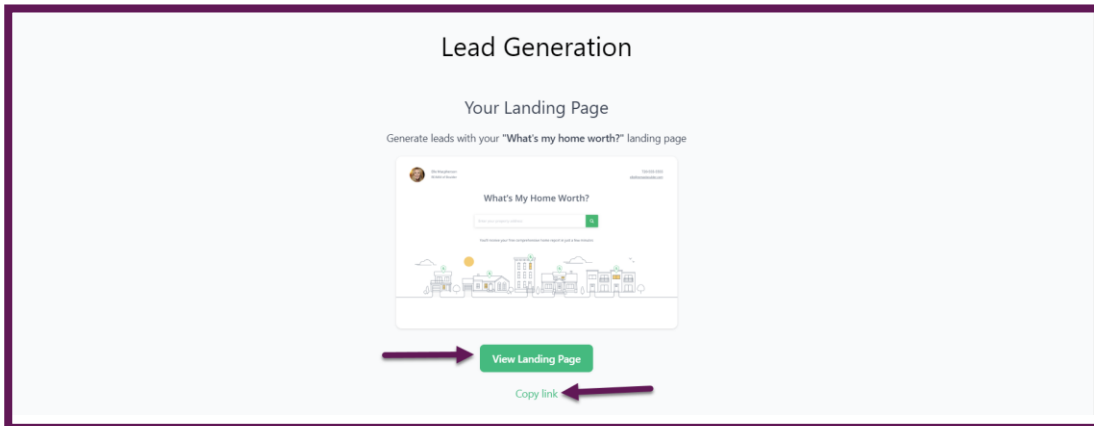 Lead Generation
Your Landing Page
Generate leads with your "What's my home worth?" landing page
What's My Home Worth?
View Landing Page
Copy link